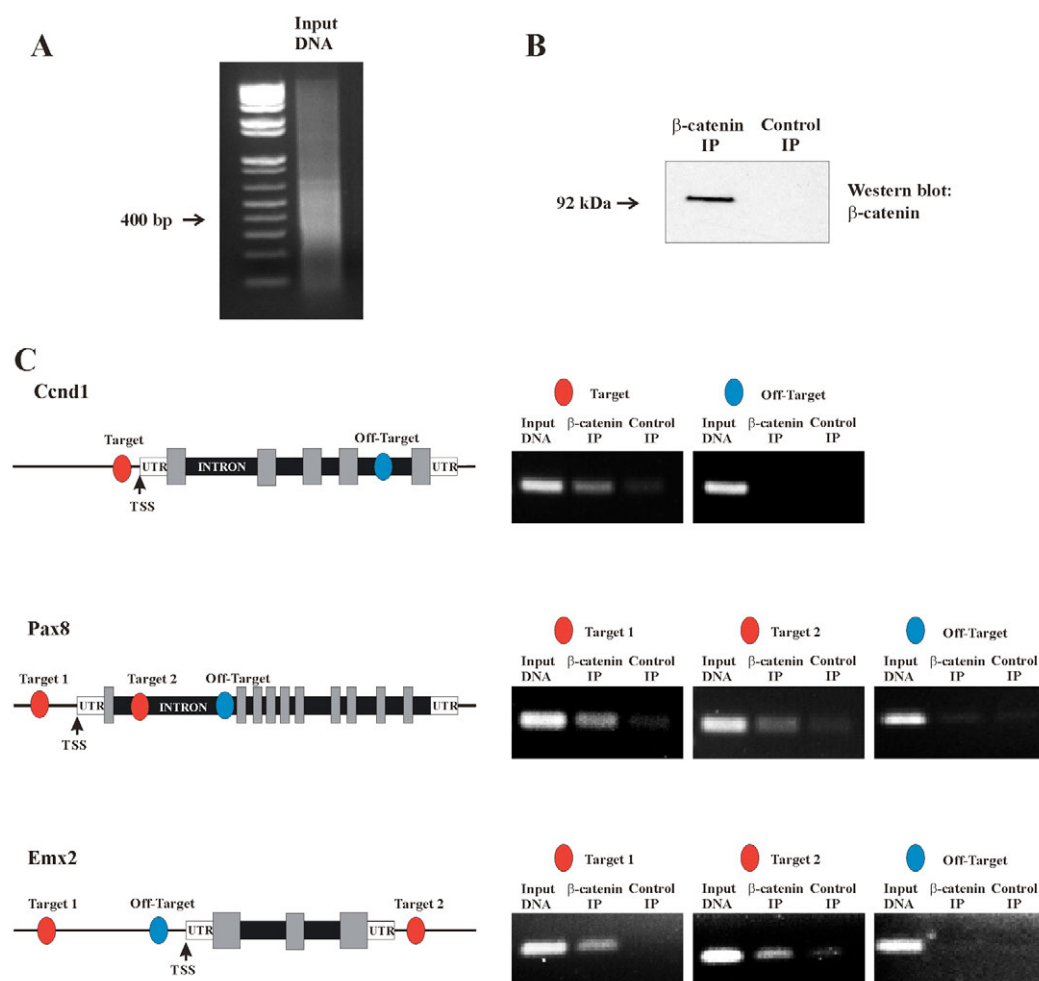 A
Input
DNA
400 bp
B
β-catenin
IP
Control
IP
92 kDa
Western blot:
β-catenin
C
Ccnd1
Target
Off-Target
UTR
INTRON
UTR
TSS
Target
Off-Target
Input
DNA
β-catenin
IP
Control
IP
Input
DNA
β-catenin
IP
Control
IP
Pax8
Target 1
Target 2
Off-Target
UTR
INTRON
UTR
TSS
Target 1
Target 2
Off-Target
Input
DNA
β-catenin
IP
Control
IP
Input
DNA
β-catenin
IP
Control
IP
Input
DNA
β-catenin
IP
Control
IP
Emx2
Target 1
Off-Target
Target 2
UTR
UTR
TSS
Target 1
Target 2
Off-Target
Input
DNA
β-catenin
IP
Control
IP
Input
DNA
β-catenin
IP
Control
IP
Input
DNA
β-catenin
IP
Control
IP